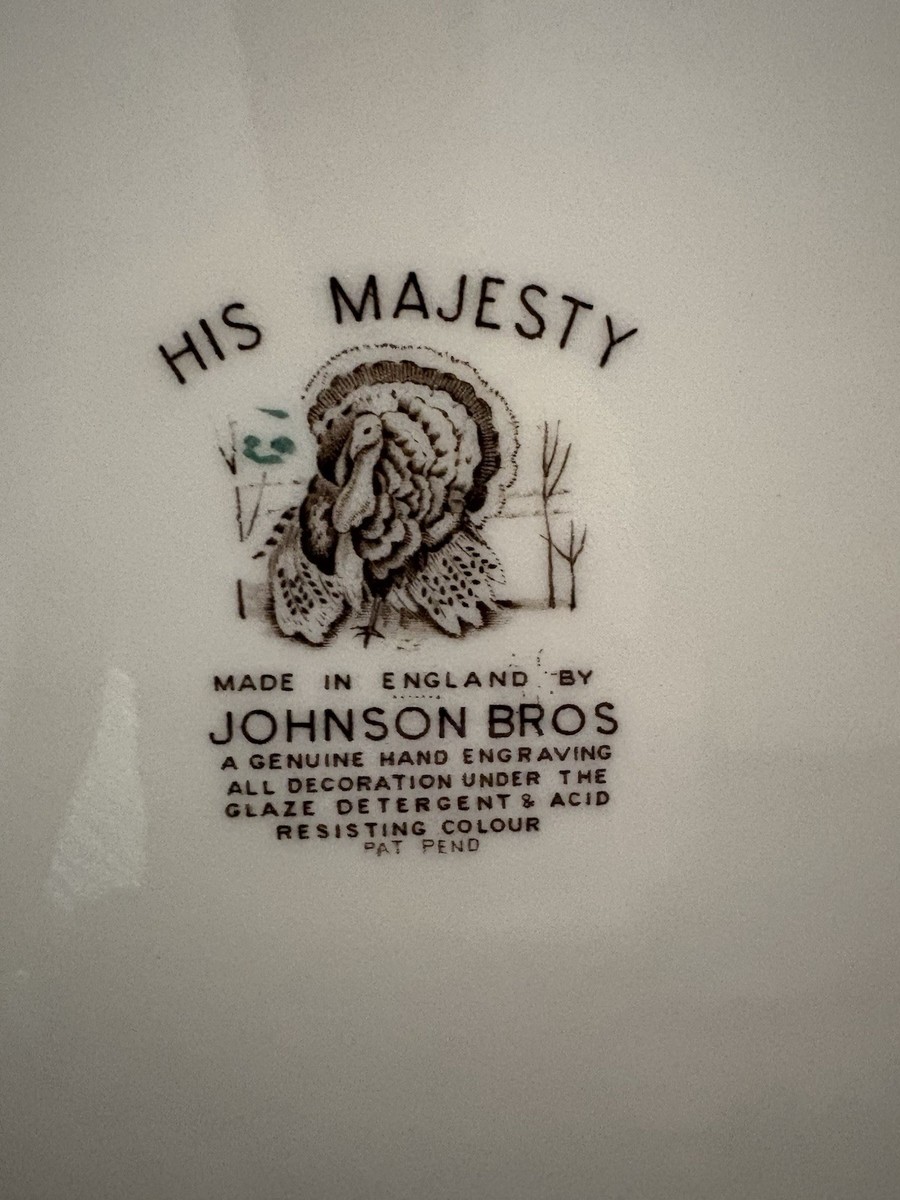 HIS MAJESTY
MADE IN ENGLAND BY
JOHNSON BROS
A GENUINE HAND ENGRAVING
ALL DECORATION UNDER THE
GLAZE DETERGENT & ACID
RESISTING COLOUR
PAT PEND